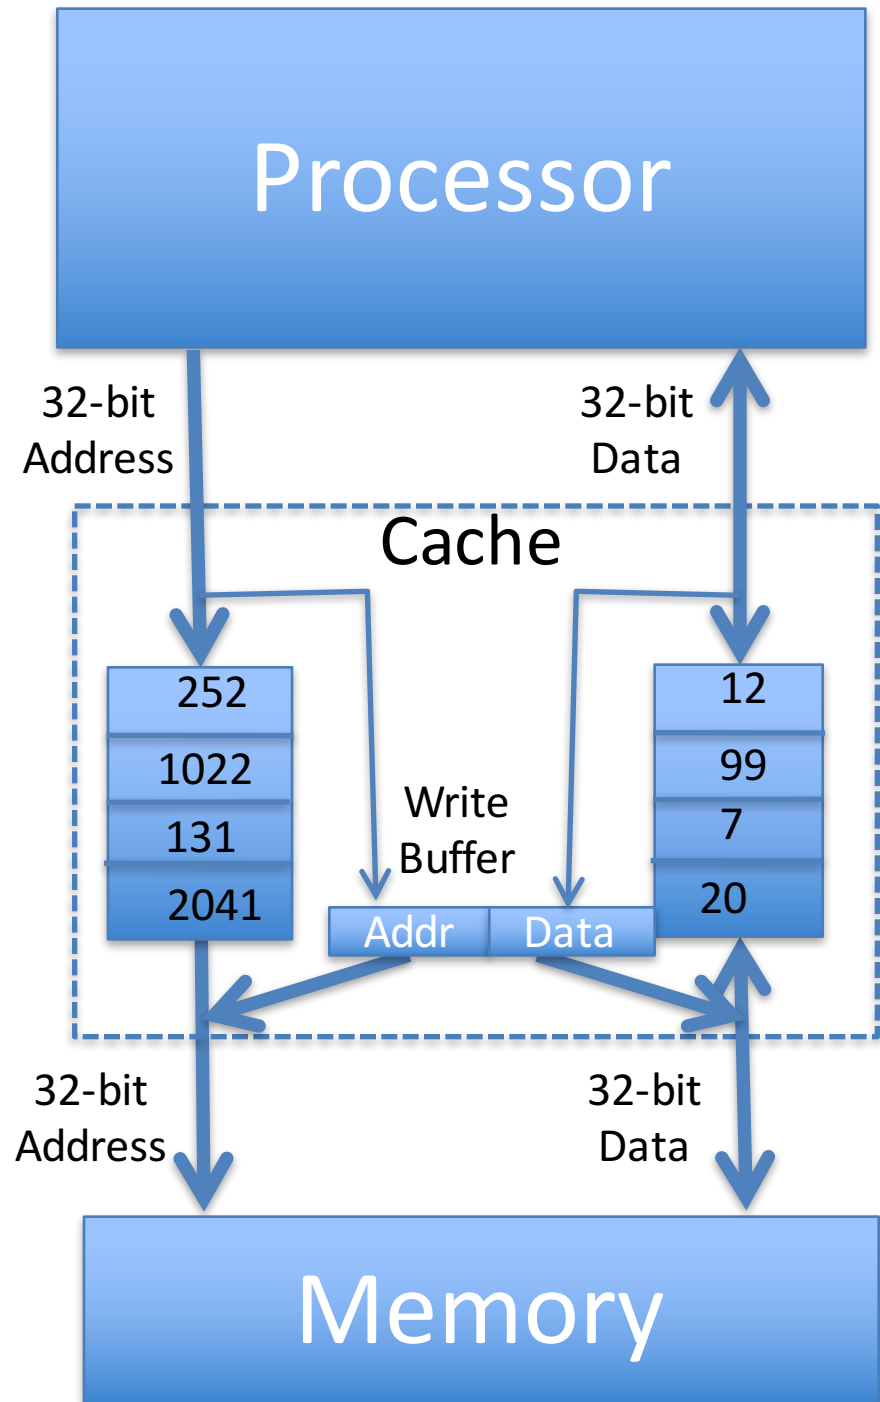 Processor
32-bit
Address
32-bit
Data
Cache
252
1022
131
2041
Write
Buffer
Addr
Data
12
99
7
20
32-bit
Address
32-bit
Data
Memory